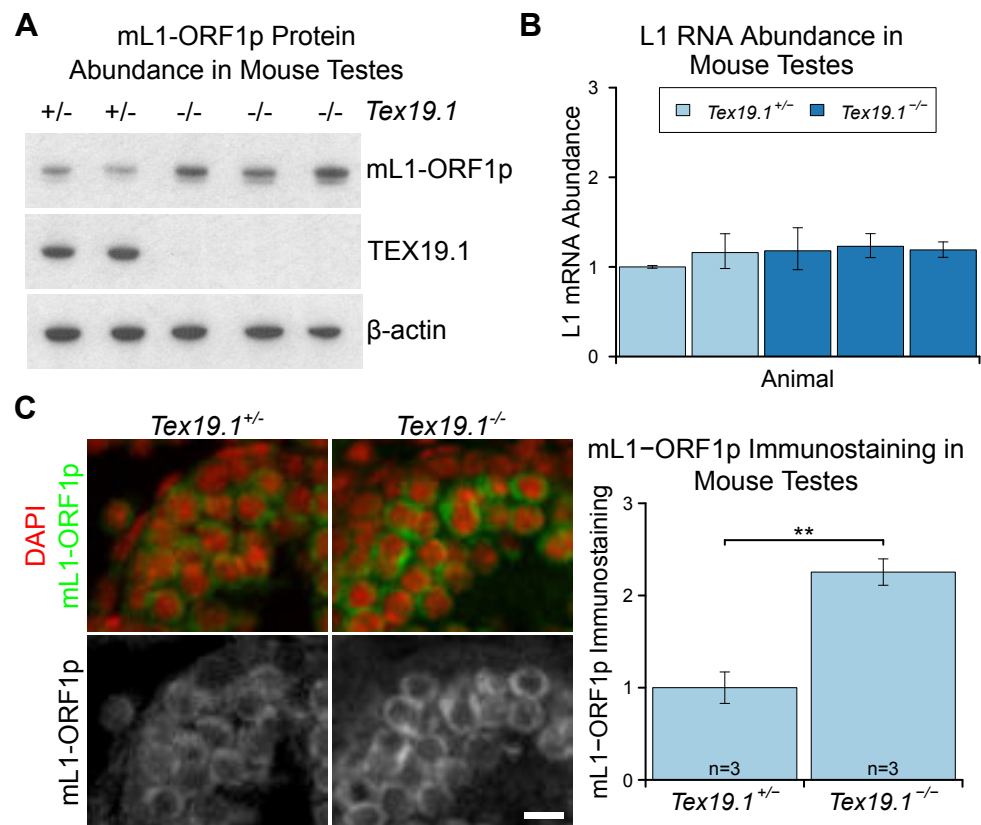 A
mL1-ORF1p Protein
Abundance in Mouse Testes
+/- +/- -/- -/- -/- Tex19.1
mL1-ORF1p
TEX19.1
β-actin
B
L1 RNA Abundance in
Mouse Testes
L1 mRNA Abundance
3
2
1
0
Tex19.1+/− Tex19.1−/−
Animal
C
Tex19.1+/- Tex19.1-/-
DAPI
mL1-ORF1p
mL1-ORF1p
mL1−ORF1p Immunostaining in
Mouse Testes
mL1−ORF1p Immunostaining
3
2
1
0
**
n=3 n=3
Tex19.1+/− Tex19.1−/−